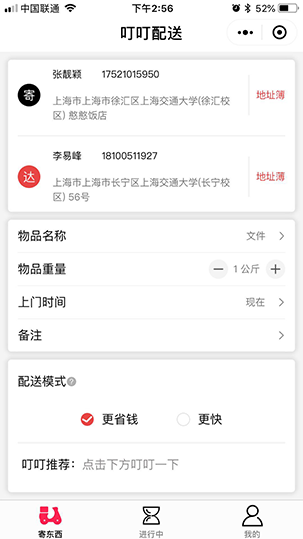 中国联通 下午2:56 52%
叮叮配送
张靓颖 17521015950
寄
上海市上海市徐汇区上海交通大学(徐汇校
区) 憨憨饭店
地址薄
李易峰 18100511927
达
上海市上海市长宁区上海交通大学(长宁校
区) 56号
地址薄
物品名称 文件
物品重量 1 公斤
上门时间 现在
备注
配送模式
更省钱 更快
叮叮推荐: 点击下方叮叮一下
寄东西 进行中 我的